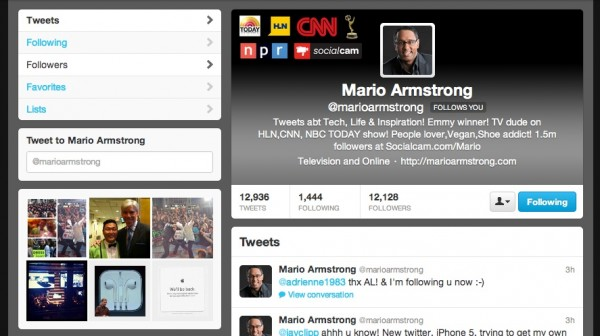 Tweets
Following
Followers
Favorites
Lists
Tweet to Mario Armstrong
@marioarmstrong
TODAY
HLN
CNN
npr
socialcam
Mario Armstrong
@marioarmstrong FOLLOWS YOU
Tweets abt Tech, Life & Inspiration! Emmy winner! TV dude on
HLN,CNN, NBC TODAY show! People lover,Vegan,Shoe addict! 1.5m
followers at Socialcam.com/Mario
Television and Online · http://marioarmstrong.com
12,936 1,444 12,128
TWEETS FOLLOWING FOLLOWERS
Following
Tweets
Mario Armstrong @marioarmstrong 3h
@adrienne1983 thx AL! & I'm following u now :-)
View conversation
Mario Armstrong @marioarmstrong 3h
@jayclipp ahhh u know! New twitter, iPhone 5, trying to get my own